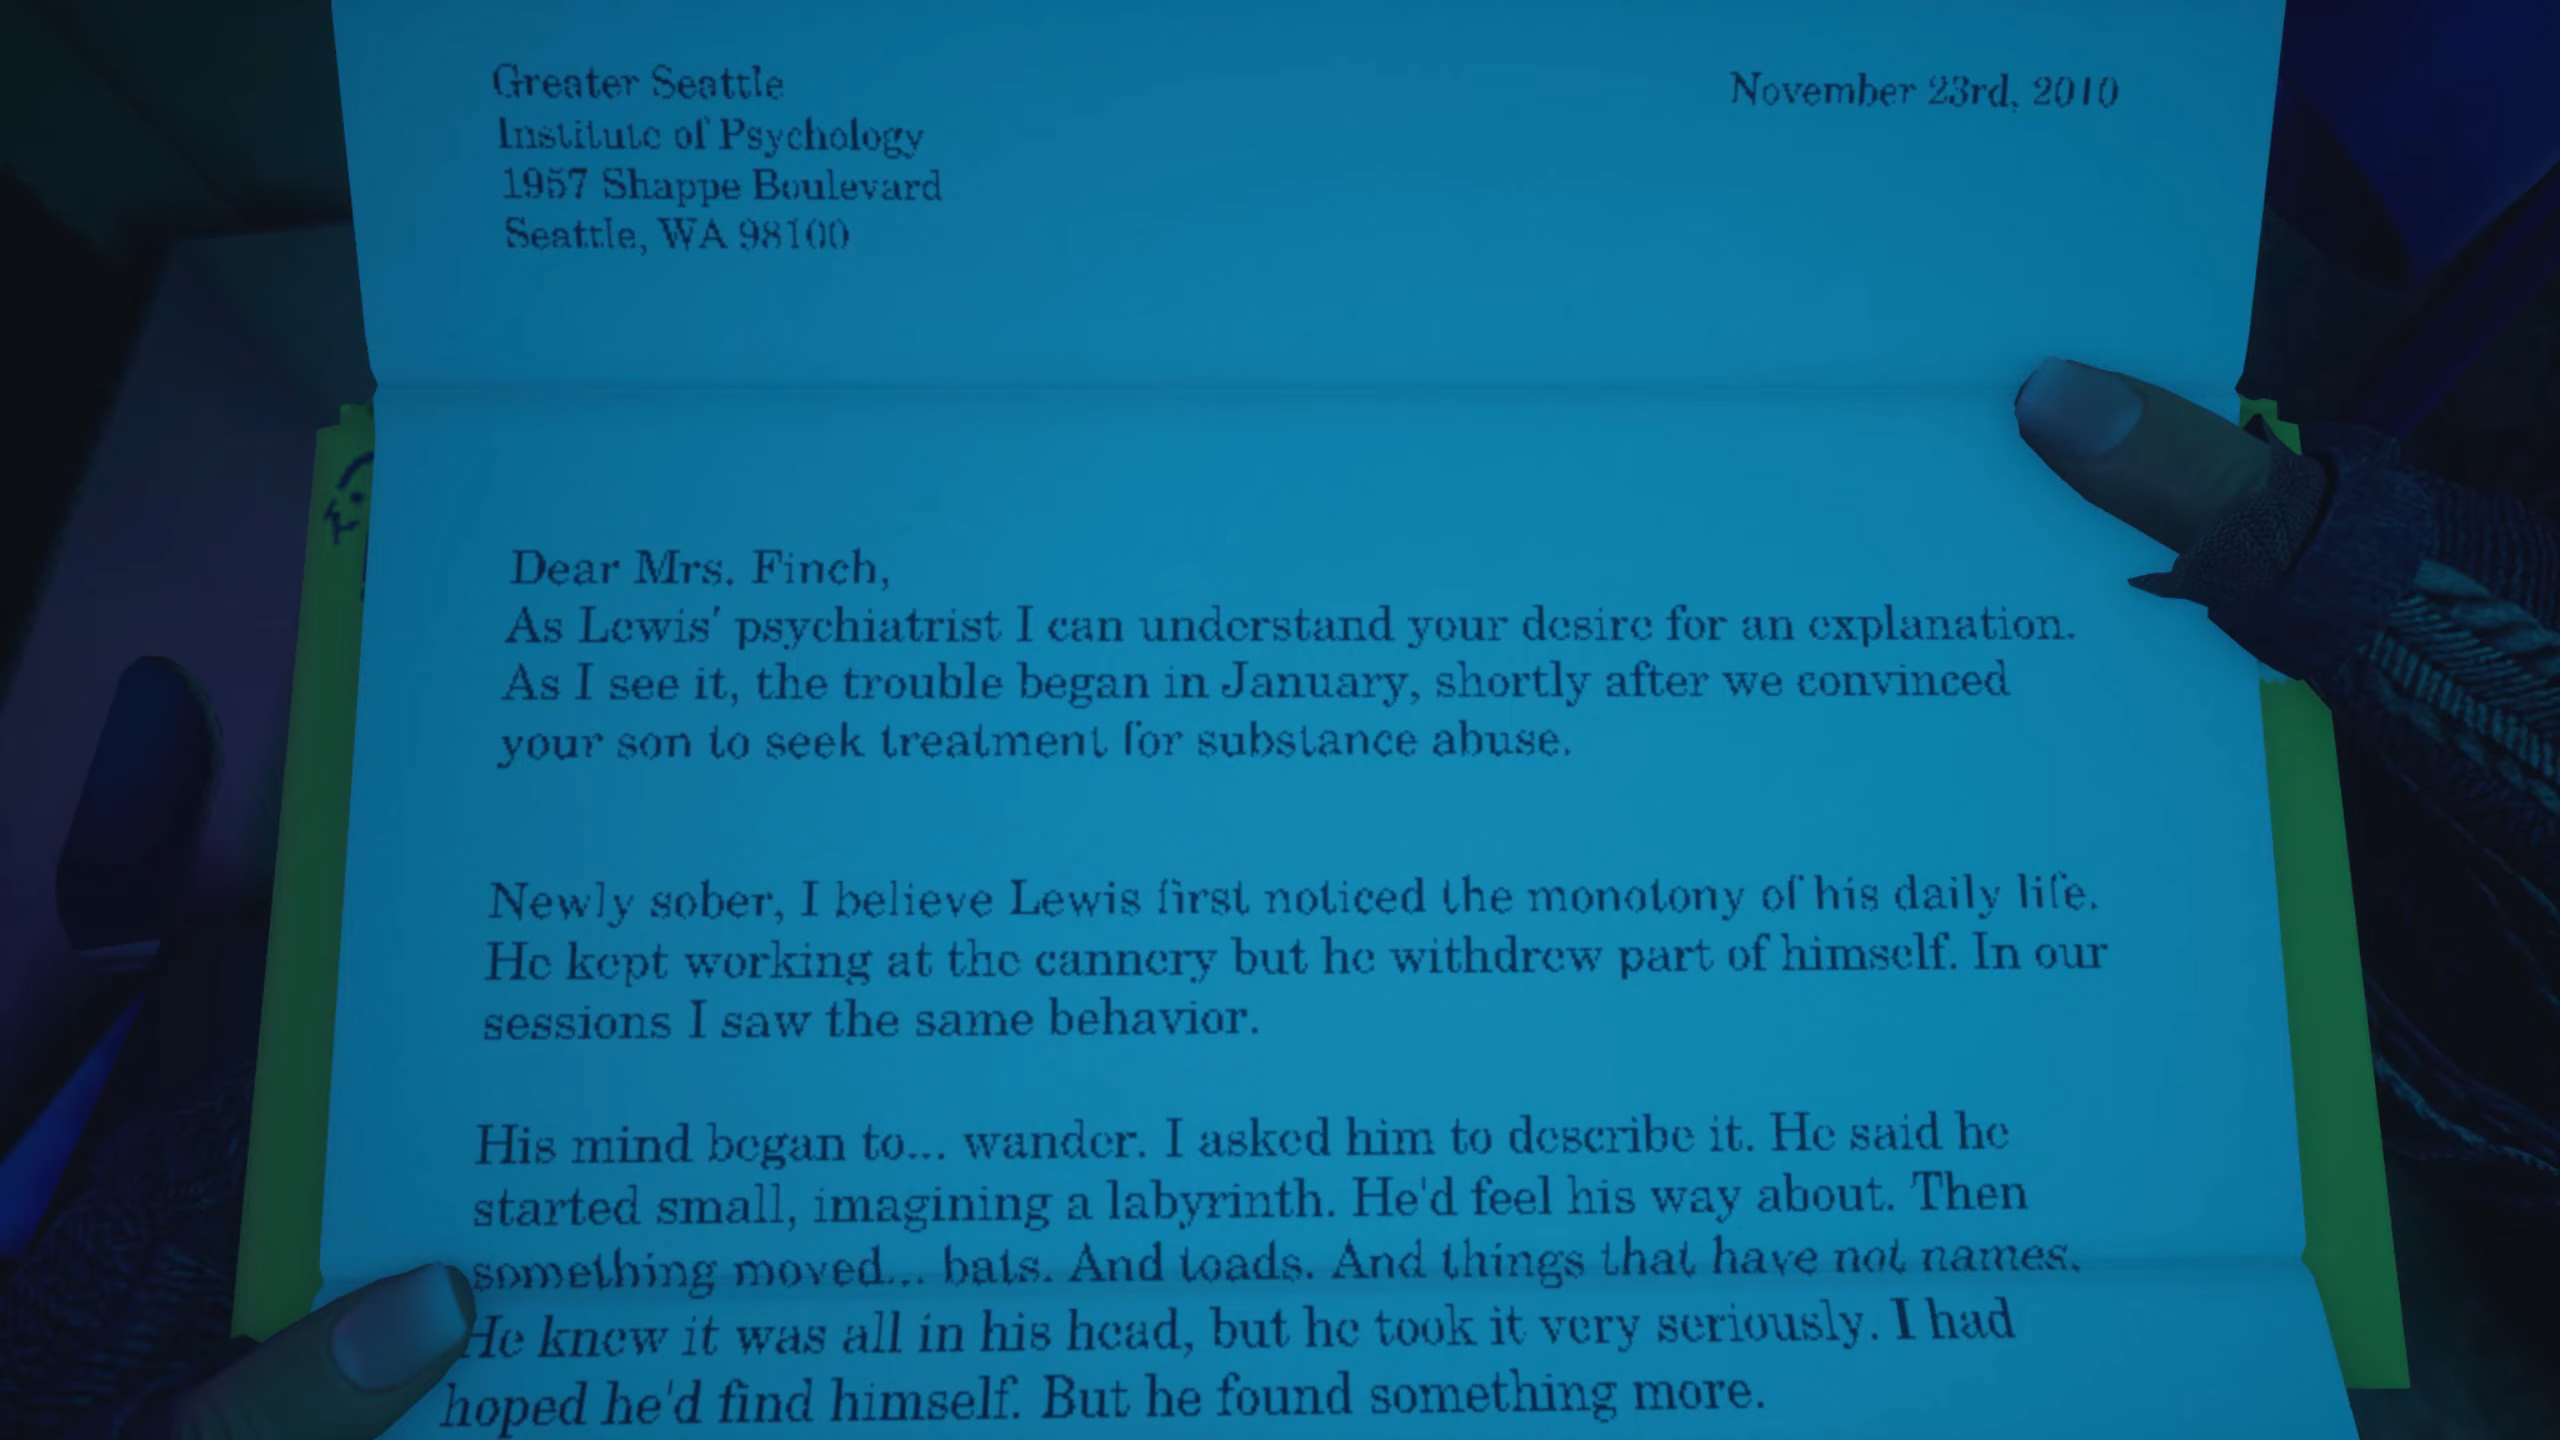 Greater Seattle
Institute of Psychology
1957 Shappe Boulevard
Seattle, WA 98100
November 23rd, 2010
Dear Mrs. Finch,
As Lewis' psychiatrist I can understand your desire for an explanation.
As I see it, the trouble began in January, shortly after we convinced
your son to seek treatment for substance abuse.
Newly sober, I believe Lewis first noticed the monotony of his daily life.
He kept working at the cannery but he withdrew part of himself. In our
sessions I saw the same behavior.
His mind began to... wander. I asked him to describe it. He said he
started small, imagining a labyrinth. He'd feel his way about. Then
something moved... bats. And toads. And things that have not names.
He knew it was all in his head, but he took it very seriously. I had
hoped he'd find himself. But he found something more.